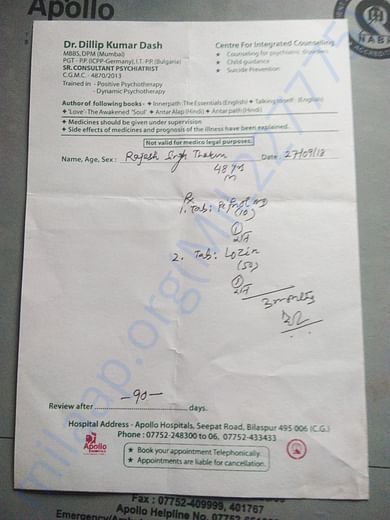 Apollo
Dr. Dillip Kumar Dash
MBBS, DPM (Mumbai)
PGT - P.P. (ICPP-Germany), I.T.-P.P. (Bulgaria)
SR. CONSULTANT PSYCHIATRIST
C.G.M.C. - 4870/2013
Trained in - Positive Psychotherapy
- Dynamic Psychotherapy
Centre For Integrated Counseling
★ Counseling for psychiatric disorders
★ Child guidance
★ Suicide Prevention
Author of following books - ✦ Innerpath :The Essentials (English) ✦ Talking Itself : (English)
✦ 'Love'-The Awakened "Soul" ✦ Antar Alap (Hindi) ✦ Antar path (Hindi)
✦ Medicines should be given under supervision
✦ Side effects of medicines and prognosis of the illness have been explained.
Not valid for medico legal purposes.
Name, Age, Sex : Rajesh Singh Date : 27/09/18
48 yrs
m
Rx
1. Tab:
(10)
2. Tab: Lozin
(50)
3 months
Review after -90- days.
Hospital Address - Apollo Hospitals, Seepat Road, Bilaspur 495 006 (C.G.)
Phone : 07752-248300 to 06, 07752-433433
Apollo
★ Book your appointment Telephonically.
★ Appointments are liable for cancellation.
Fax : 07752-409999, 401767
Apollo Helpline No. 07752-